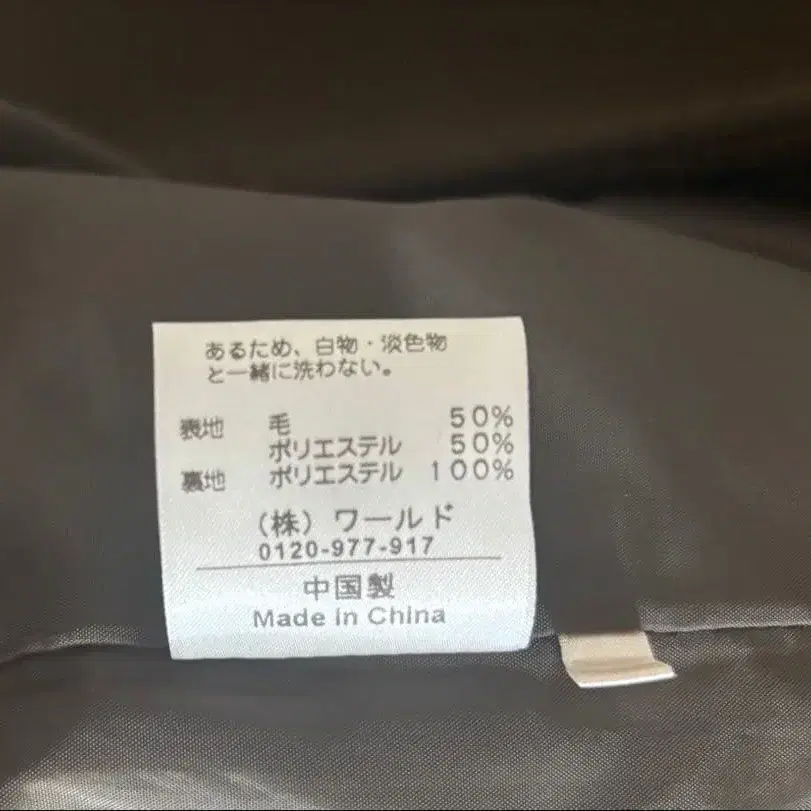 あるため、白物・淡色物
と一緒に洗わない。
表地 毛 50%
ポリエステル 50%
裏地 ポリエステル 100%
(株) ワールド
0120-977-917
中国製
Made in China